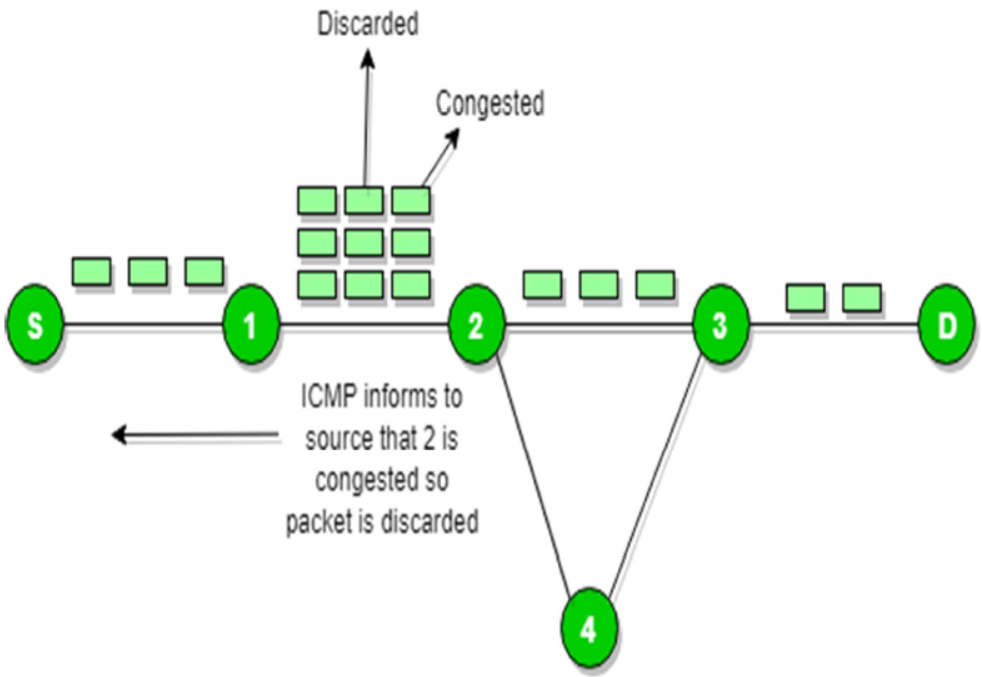 Discarded
Congested
S
1
2
3
D
ICMP informs to
source that 2 is
congested so
packet is discarded
4